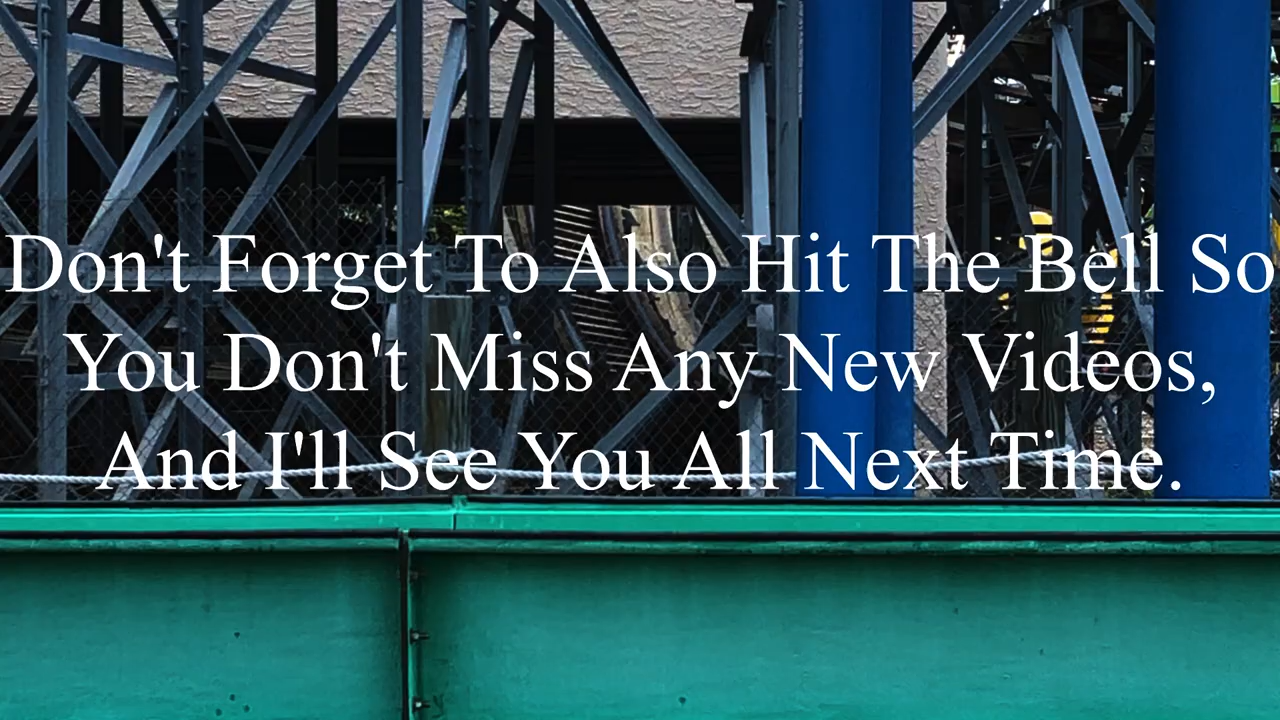 Don't Forget To Also Hit The Bell So
You Don't Miss Any New Videos,
And I'll See You All Next Time.